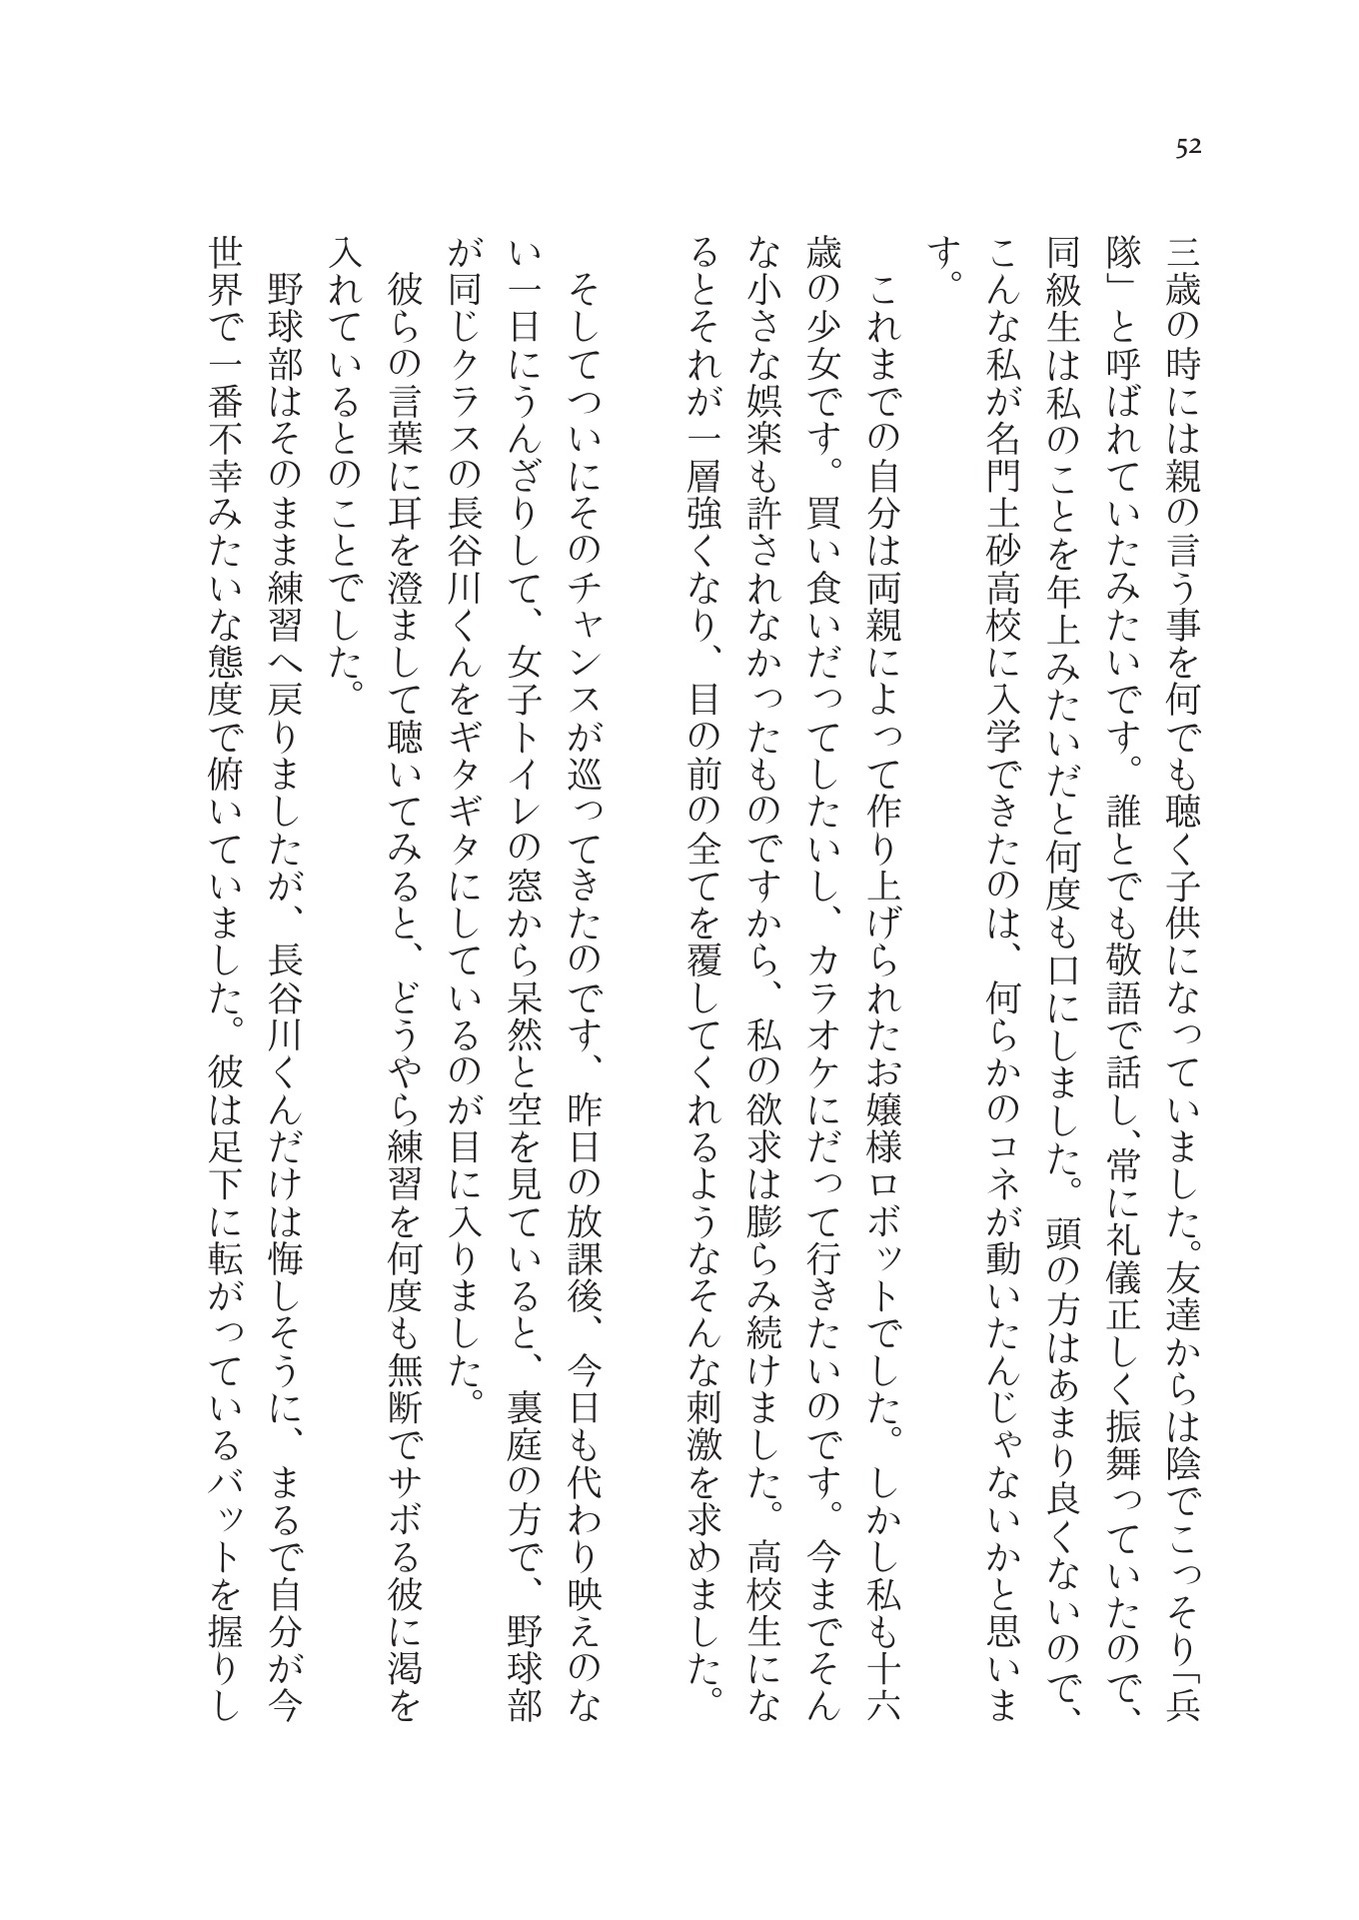 52
三歳の時には親の言う事を何でも聴く子供になっていました。友達からは陰でこっそり「兵
隊」と呼ばれていたみたいです。誰とでも敬語で話し、常に礼儀正しく振舞っていたので、
同級生は私のことを年上みたいだと何度も口にしました。頭の方はあまり良くないので、
こんな私が名門土砂高校に入学できたのは、何らかのコネが動いたんじゃないかと思いま
す。
これまでの自分は両親によって作り上げられたお嬢様ロボットでした。しかし私も十六
歳の少女です。買い食いだってしたいし、カラオケにだって行きたいのです。今までそん
な小さな娯楽も許されなかったものですから、私の欲求は膨らみ続けました。高校生にな
るとそれが一層強くなり、目の前の全てを覆してくれるようなそんな刺激を求めました。
そしてついにそのチャンスが巡ってきたのです、昨日の放課後、今日も代わり映えのな
い一日にうんざりして、女子トイレの窓から呆然と空を見ていると、裏庭の方で、野球部
が同じクラスの長谷川くんをギタギタにしているのが目に入りました。
彼らの言葉に耳を澄まして聴いてみると、どうやら練習を何度も無断でサボる彼に渇を
入れているとのことでした。
野球部はそのまま練習へ戻りましたが、長谷川くんだけは悔しそうに、まるで自分が今
世界で一番不幸みたいな態度で俯いていました。彼は足下に転がっているバットを握りし